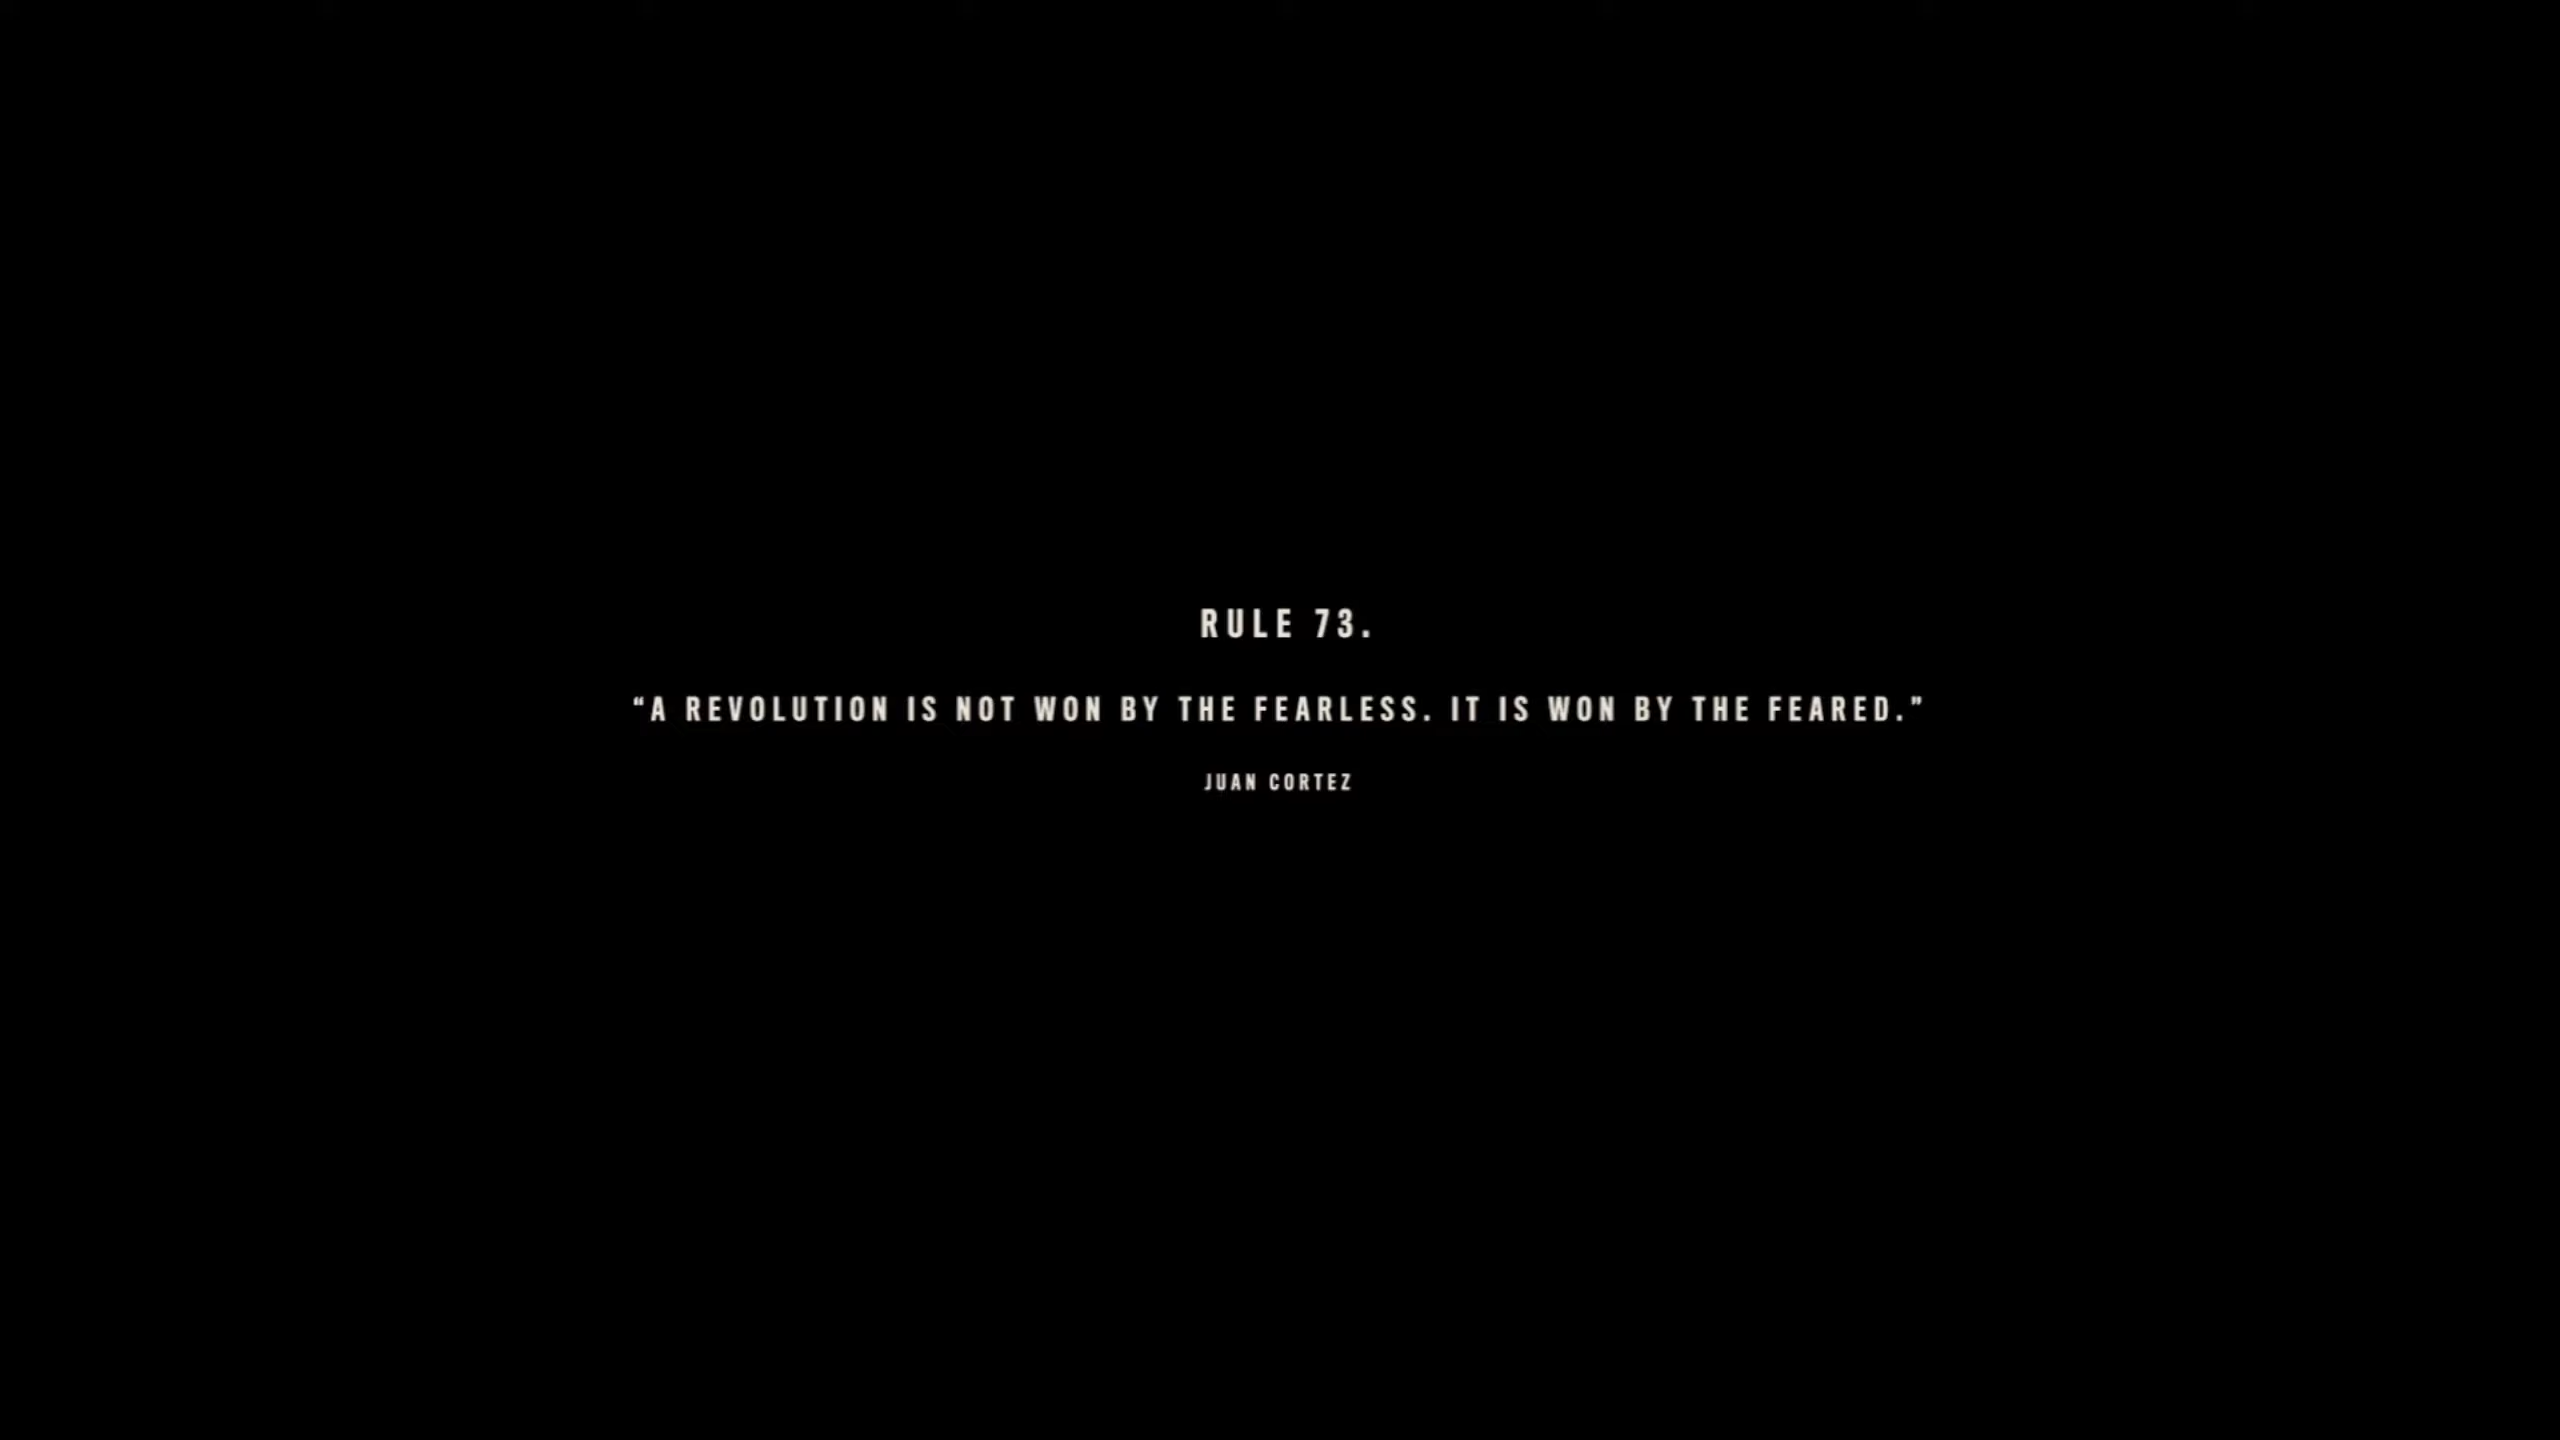 RULE 73.
“A REVOLUTION IS NOT WON BY THE FEARLESS. IT IS WON BY THE FEARED.”
JUAN CORTEZ